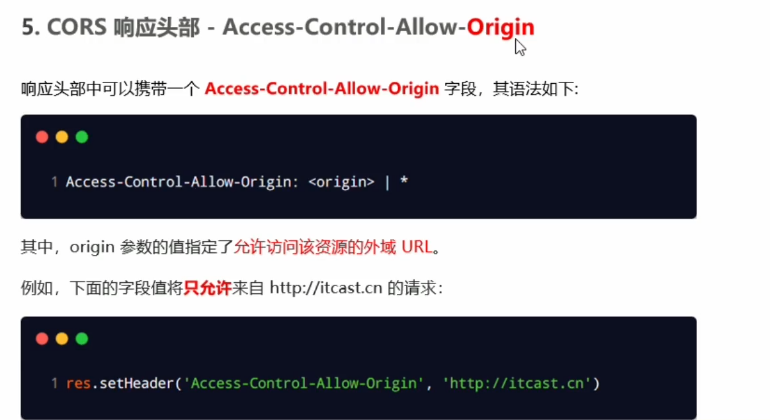 5. CORS 响应头部 - Access-Control-Allow-Origin
响应头部中可以携带一个 Access-Control-Allow-Origin 字段，其语法如下:
1 Access-Control-Allow-Origin: <origin> | *
其中，origin 参数的值指定了允许访问该资源的外域 URL。
例如，下面的字段值将只允许来自 http://itcast.cn 的请求：
1 res.setHeader('Access-Control-Allow-Origin', 'http://itcast.cn')